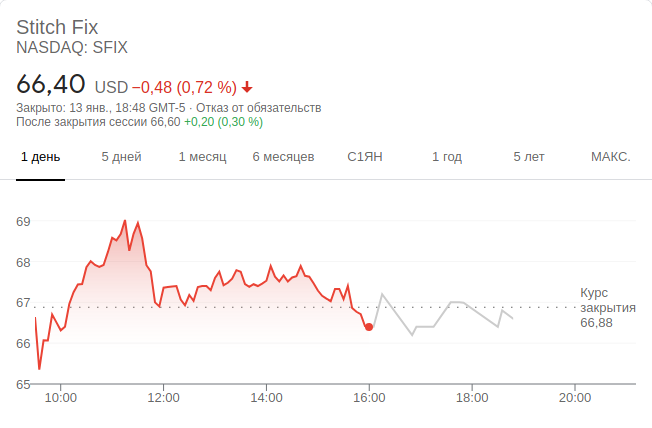 Stitch Fix
NASDAQ: SFIX
66,40 USD −0,48 (0,72 %)
Закрыто: 13 янв., 18:48 GMT-5 · Отказ от обязательств
После закрытия сессии 66,60 +0,20 (0,30 %)
1 день 5 дней 1 месяц 6 месяцев С1ЯН 1 год 5 лет МАКС.
69
68
67
66
65
Курс
закрытия
66,88
10:00 12:00 14:00 16:00 18:00 20:00